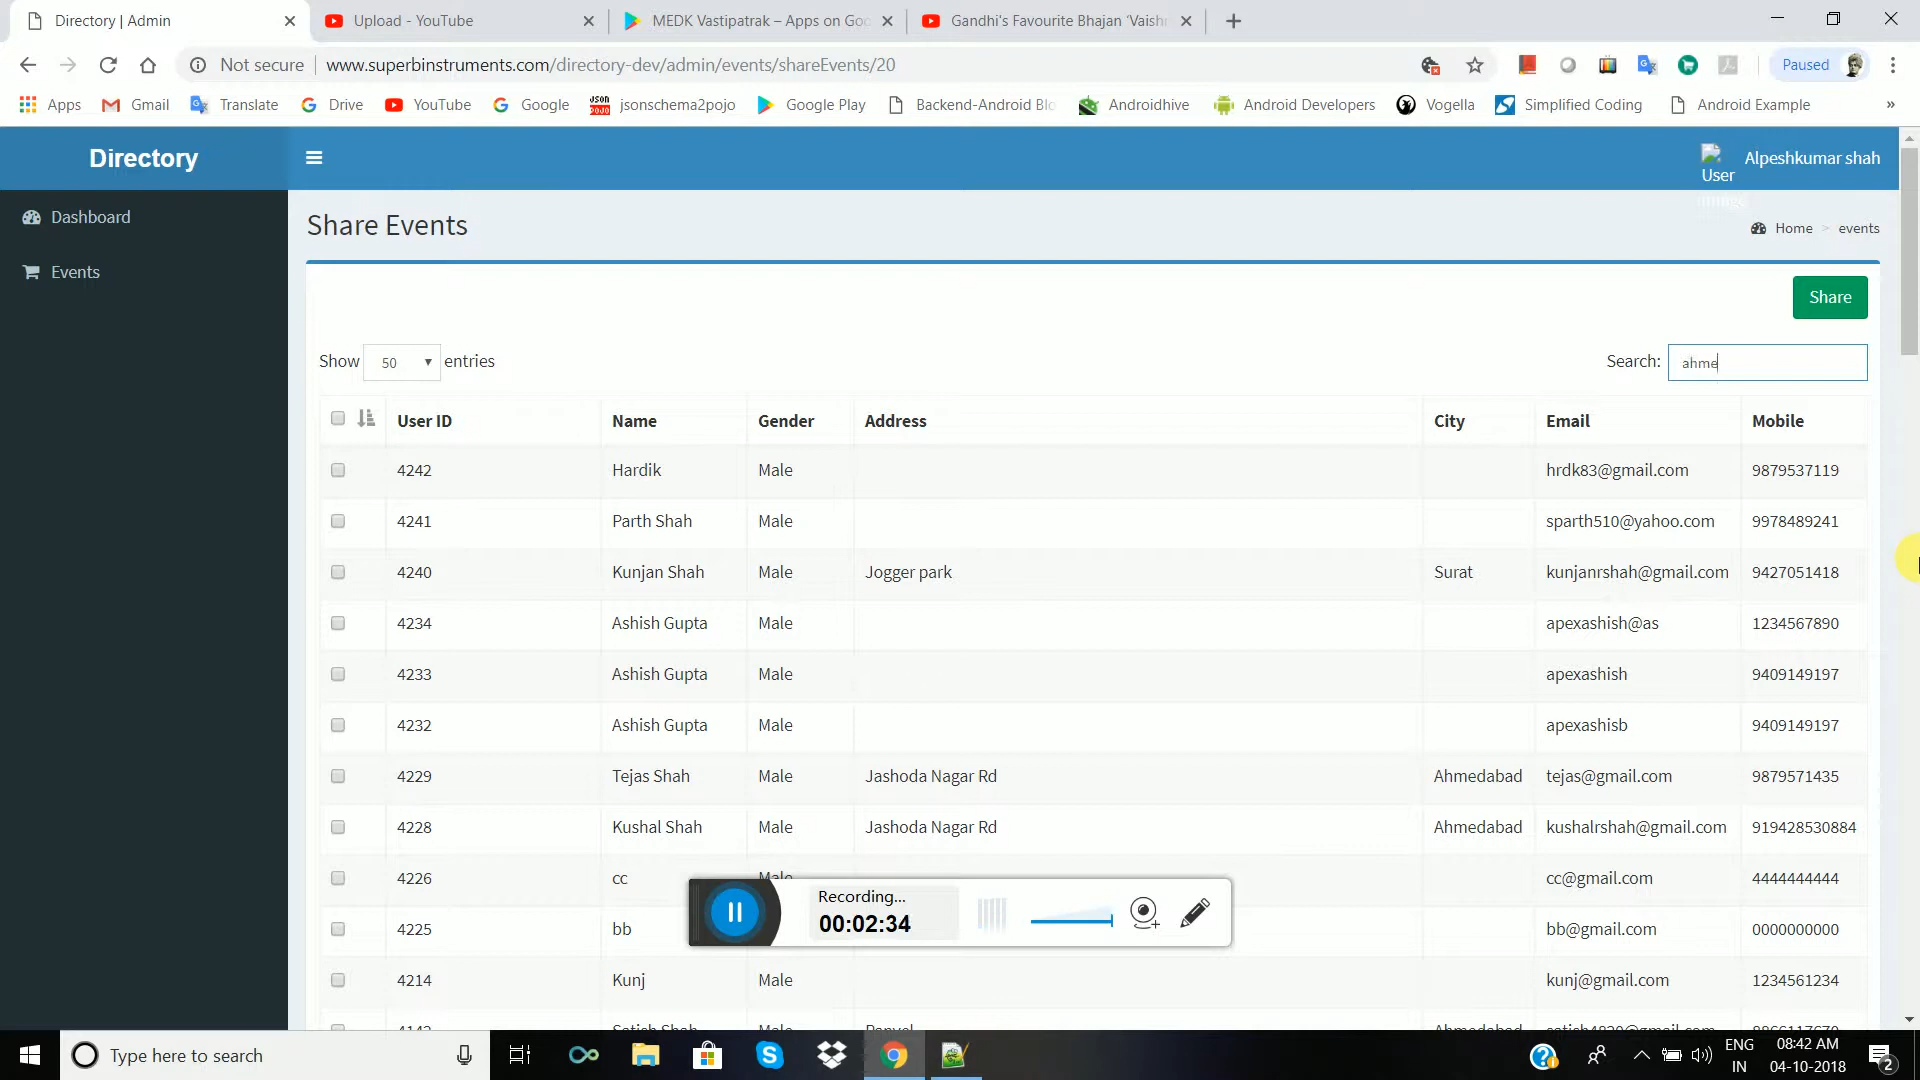 Directory | Admin
Upload - YouTube
MEDK Vastipatrak – Apps on Goo
Gandhi's Favourite Bhajan 'Vaishn
Not secure
www.superbinstruments.com/directory-dev/admin/events/shareEvents/20
Paused
Apps
Gmail
Translate
Drive
YouTube
Google
JSON
jsonschema2pojo
Google Play
Backend-Android Blo
Androidhive
Android Developers
Vogella
Simplified Coding
Android Example
»
Directory
User
Image
Alpeshkumar shah
Dashboard
Events
Share Events
Home > events
Share
Show 50 entries
Search: ahme
User ID Name Gender Address City Email Mobile
4242 Hardik Male hrdk83@gmail.com 9879537119
4241 Parth Shah Male sparth510@yahoo.com 9978489241
4240 Kunjan Shah Male Jogger park Surat kunjanrshah@gmail.com 9427051418
4234 Ashish Gupta Male apexashish@as 1234567890
4233 Ashish Gupta Male apexashish 9409149197
4232 Ashish Gupta Male apexashisb 9409149197
4229 Tejas Shah Male Jashoda Nagar Rd Ahmedabad tejas@gmail.com 9879571435
4228 Kushal Shah Male Jashoda Nagar Rd Ahmedabad kushalrshah@gmail.com 919428530884
4226 cc Male cc@gmail.com 4444444444
4225 bb bb@gmail.com 0000000000
4214 Kunj Male kunj@gmail.com 1234561234
4142 Satish Shah Male Panvel Ahmedabad satish4820@gmail.com
Recording...
00:02:34
Type here to search
ENG
IN
08:42 AM
04-10-2018
2